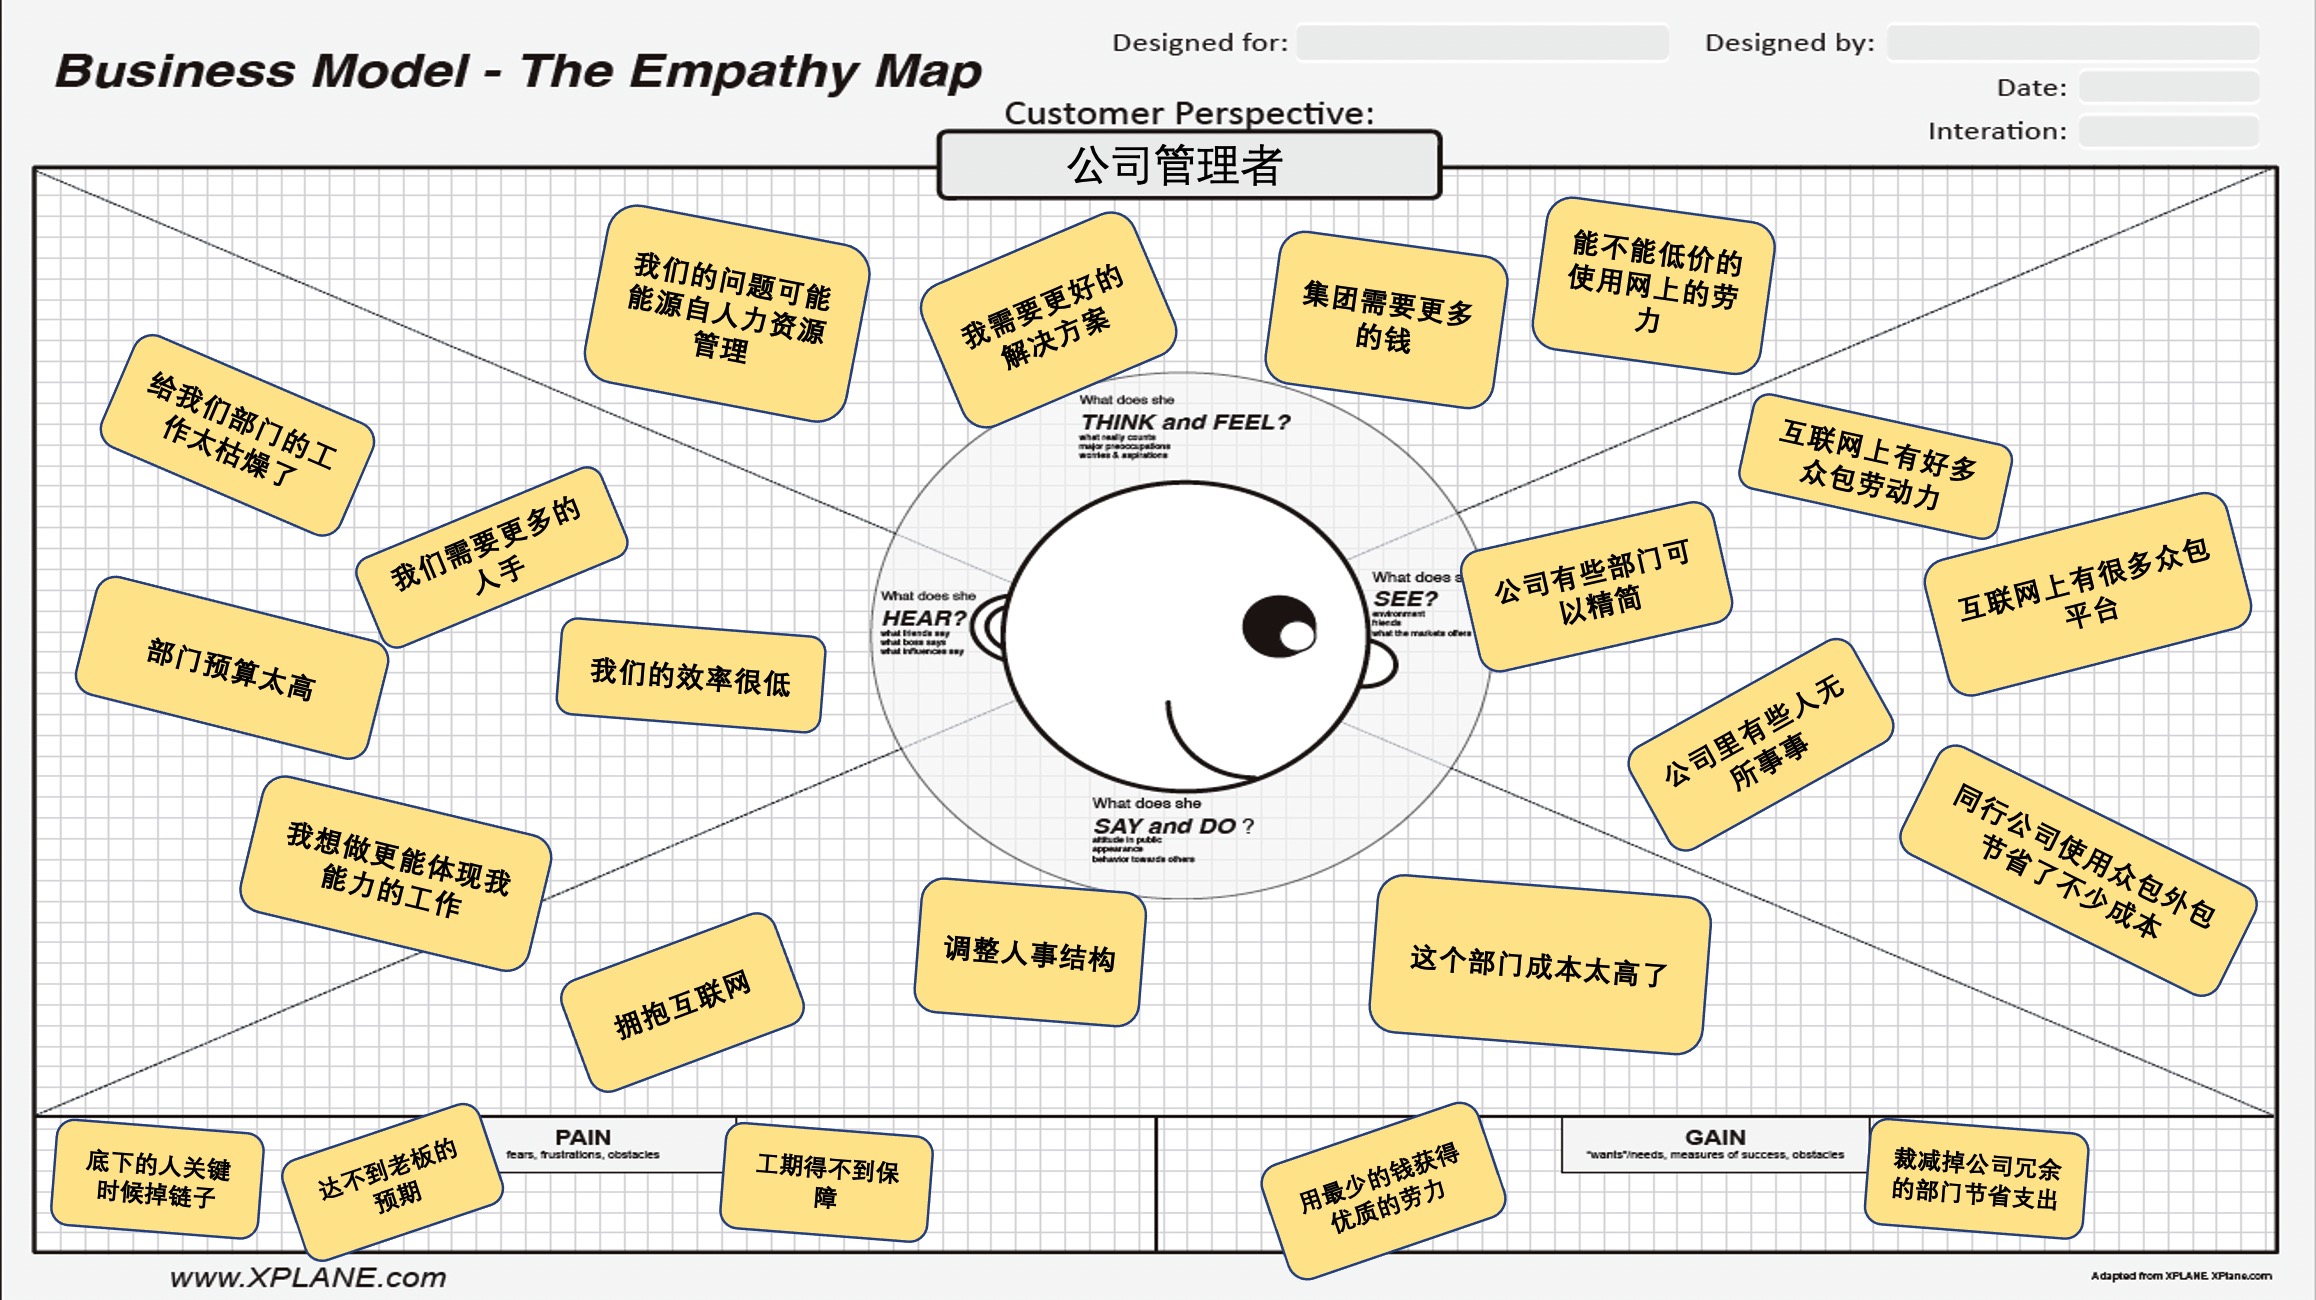 Business Model - The Empathy Map
Designed for:
Designed by:
Date:
Interation:
Customer Perspective:
公司管理者
我们的问题可能
能源自人力资源
管理
我需要更好的
解决方案
集团需要更多
的钱
能不能低价的
使用网上的劳
力
What does she
THINK and FEEL?
what really counts
major preoccupations
worries & aspirations
给我们部门的工
作太枯燥了
我们需要更多的
人手
部门预算太高
我们的效率很低
我想做更能体现我
能力的工作
What does she
HEAR?
what friends say
what boss says
what influences say
What does s
SEE?
environment
friends
what the markets offers
互联网上有好多
众包劳动力
公司有些部门可
以精简
互联网上有很多众包
平台
公司里有些人无
所事事
同行公司使用众包外包
节省了不少成本
What does she
SAY and DO ?
attitude in public
appearance
behavior towards others
拥抱互联网
调整人事结构
这个部门成本太高了
PAIN
fears, frustrations, obstacles
底下的人关键
时候掉链子
达不到老板的
预期
工期得不到保
障
GAIN
"wants"/needs, measures of success, obstacles
用最少的钱获得
优质的劳力
裁减掉公司冗余
的部门节省支出
www.XPLANE.com
Adapted from XPLANE. XPlane.com